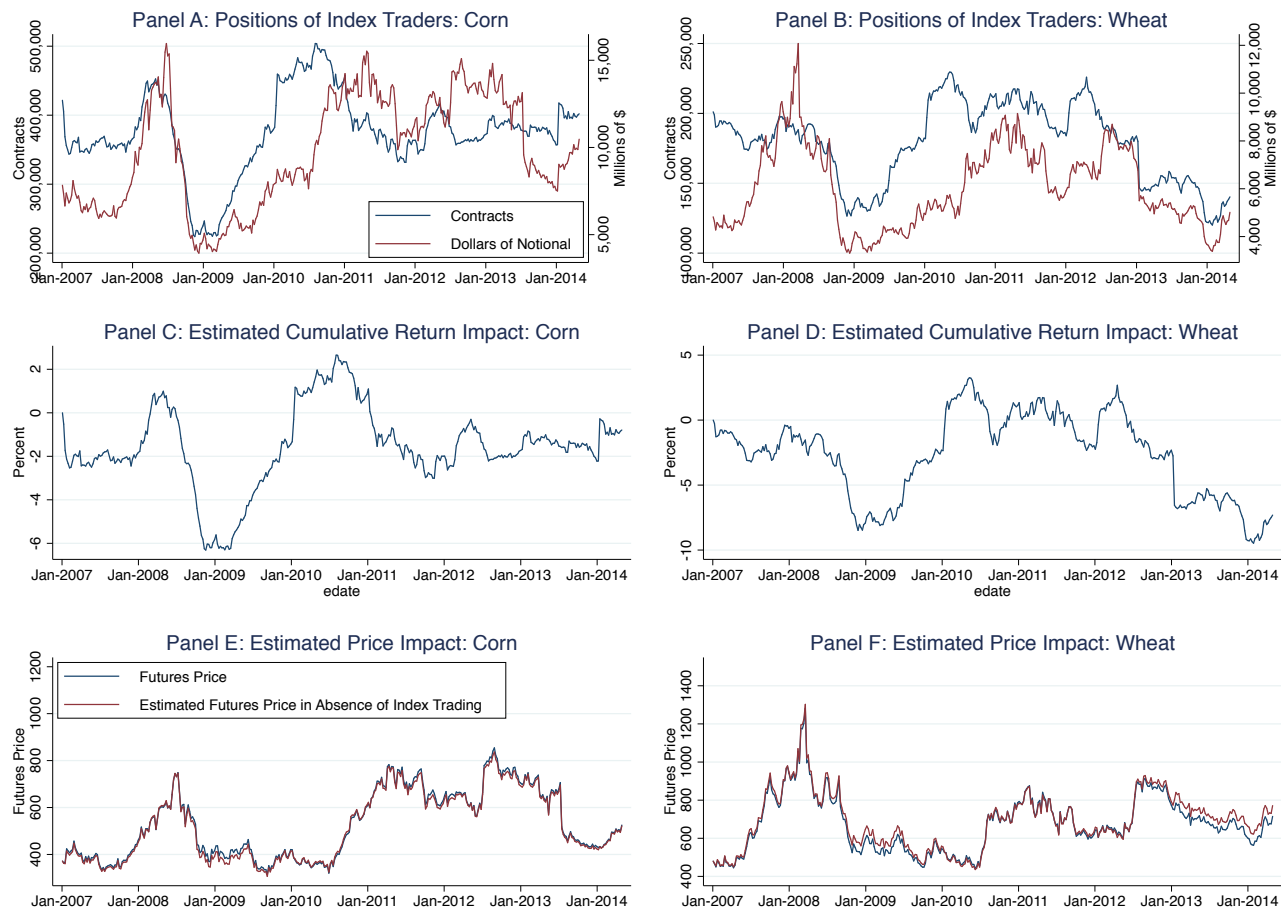 Panel A: Positions of Index Traders: Corn
Contracts
500,000
400,000
300,000
200,000
15,000
10,000
5,000
Millions of $
Contracts
Dollars of Notional
Jan-2007 Jan-2008 Jan-2009 Jan-2010 Jan-2011 Jan-2012 Jan-2013 Jan-2014
Panel B: Positions of Index Traders: Wheat
Contracts
250,000
200,000
150,000
100,000
12,000
10,000
8,000
6,000
4,000
Millions of $
Jan-2007 Jan-2008 Jan-2009 Jan-2010 Jan-2011 Jan-2012 Jan-2013 Jan-2014
Panel C: Estimated Cumulative Return Impact: Corn
Percent
2
0
-2
-4
-6
Jan-2007 Jan-2008 Jan-2009 Jan-2010 Jan-2011 Jan-2012 Jan-2013 Jan-2014
edate
Panel D: Estimated Cumulative Return Impact: Wheat
Percent
5
0
-5
-10
Jan-2007 Jan-2008 Jan-2009 Jan-2010 Jan-2011 Jan-2012 Jan-2013 Jan-2014
edate
Panel E: Estimated Price Impact: Corn
Futures Price
1200
1000
800
600
400
Futures Price
Estimated Futures Price in Absence of Index Trading
Jan-2007 Jan-2008 Jan-2009 Jan-2010 Jan-2011 Jan-2012 Jan-2013 Jan-2014
Panel F: Estimated Price Impact: Wheat
Futures Price
1400
1200
1000
800
600
400
Jan-2007 Jan-2008 Jan-2009 Jan-2010 Jan-2011 Jan-2012 Jan-2013 Jan-2014